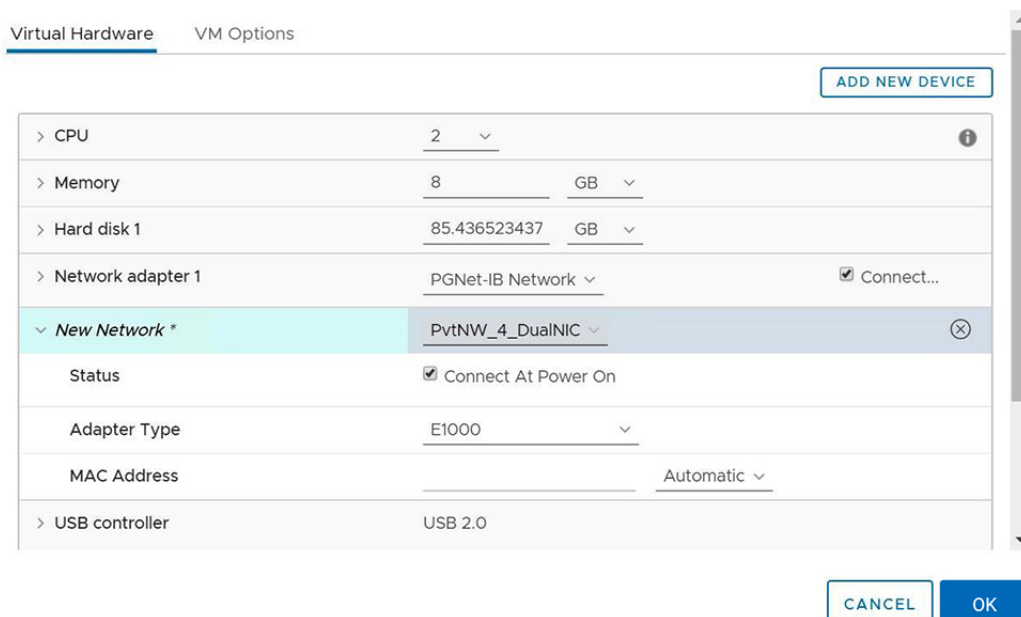 Virtual Hardware VM Options
ADD NEW DEVICE
CPU 2
Memory 8 GB
Hard disk 1 85.436523437 GB
Network adapter 1 PGNet-IB Network Connect...
New Network * PvtNW_4_DualNIC
Status Connect At Power On
Adapter Type E1000
MAC Address Automatic
USB controller USB 2.0
CANCEL OK